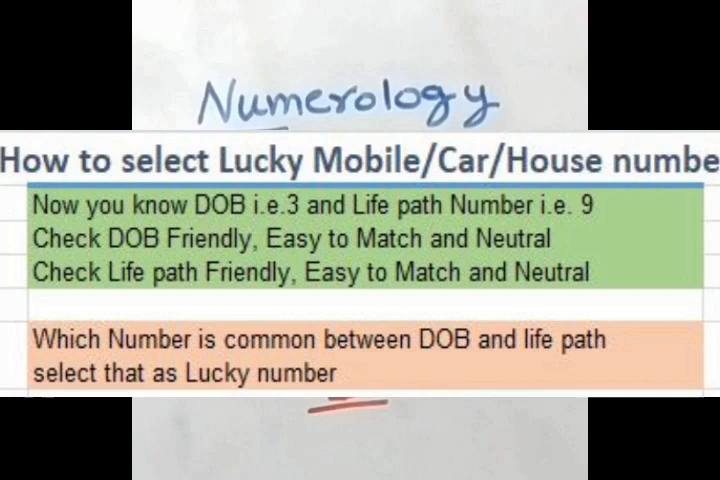 Numerology
How to select Lucky Mobile/Car/House numbe
Now you know DOB i.e.3 and Life path Number i.e. 9
Check DOB Friendly, Easy to Match and Neutral
Check Life path Friendly, Easy to Match and Neutral
Which Number is common between DOB and life path
select that as Lucky number